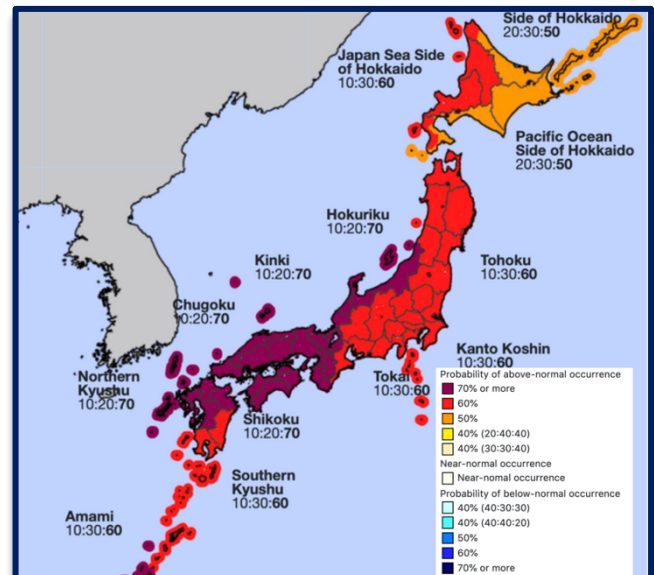 Side of Hokkaido
20:30:50
Japan Sea Side
of Hokkaido
10:30:60
Pacific Ocean
Side of Hokkaido
20:30:50
Hokuriku
10:20:70
Kinki
10:20:70
Tohoku
10:30:60
Chugoku
10:20:70
Kanto Koshin
10:30:60
Northern
Kyushu
10:20:70
Tokai
10:30:60
Shikoku
10:20:70
Southern
Kyushu
10:30:60
Amami
10:30:60
Probability of above-normal occurrence
70% or more
60%
50%
40% (20:40:40)
40% (30:30:40)
Near-normal occurrence
Near-nomal occurrence
Probability of below-normal occurrence
40% (40:30:30)
40% (40:40:20)
50%
60%
70% or more